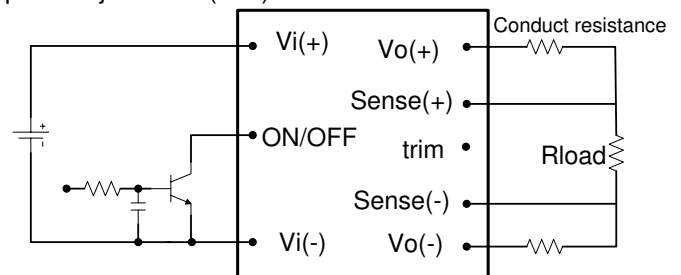 Conduct resistance
Vi(+)
Vo(+)
Sense(+)
ON/OFF
trim
Rload
Sense(-)
Vi(-)
Vo(-)